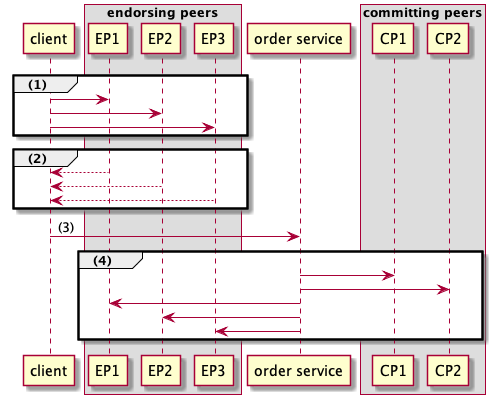 endorsing peers
committing peers
client
EP1
EP2
EP3
order service
CP1
CP2
(1)
(2)
(3)
(4)
client
EP1
EP2
EP3
order service
CP1
CP2